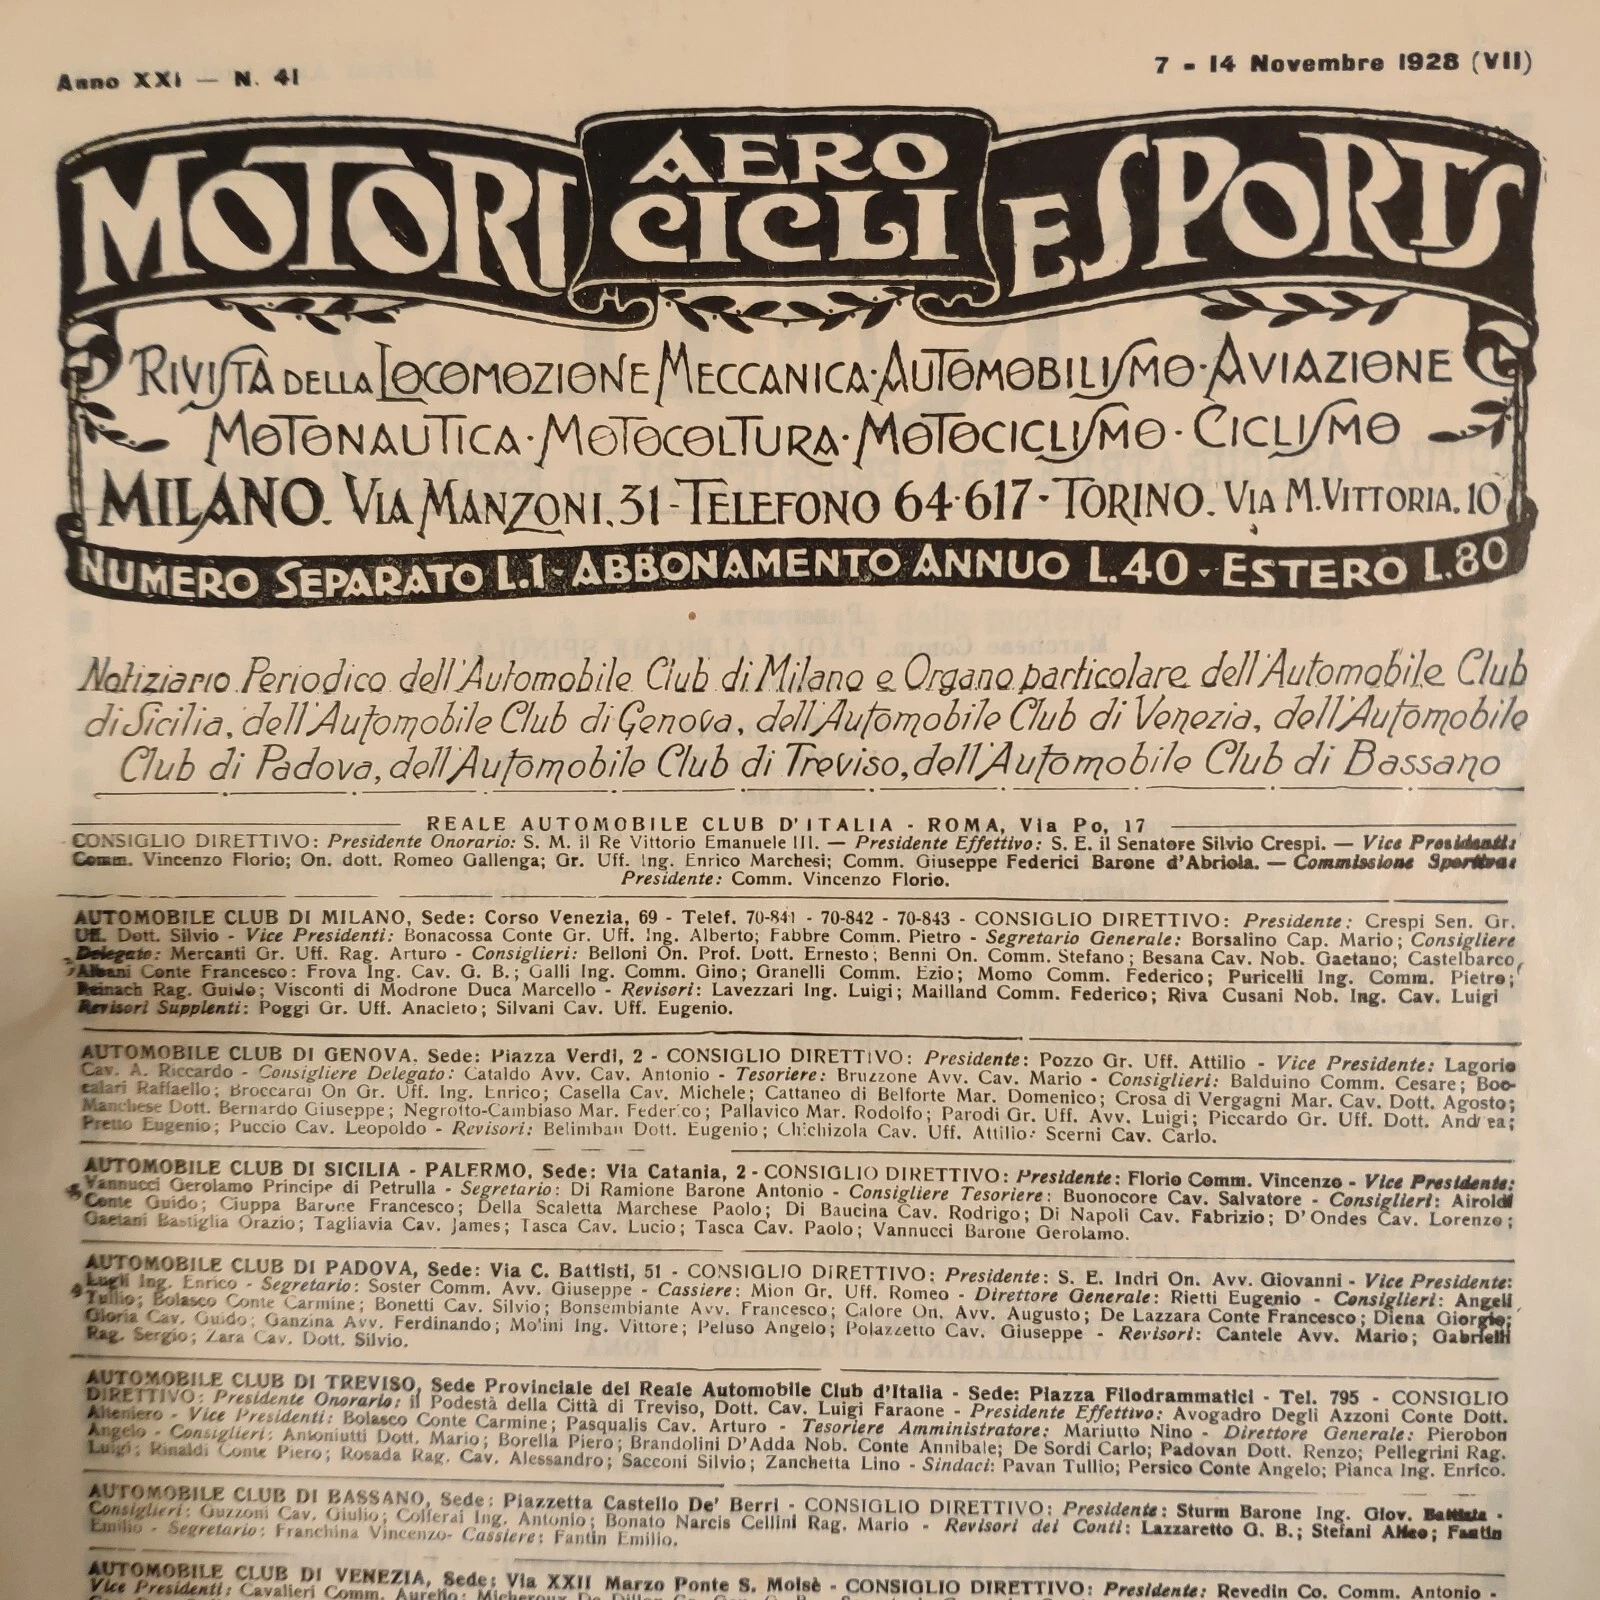 Anno XXI — N. 41
7 - 14 Novembre 1928 (VII)
MOTORI AERO CICLI E SPORTS
RIVISTA DELLA LOCOMOZIONE MECCANICA·AUTOMOBILISMO·AVIAZIONE
MOTONAUTICA·MOTOCOLTURA·MOTOCICLISMO·CICLISMO
MILANO. VIA MANZONI. 31-TELEFONO 64·617-TORINO. VIA M. VITTORIA. 10
NUMERO SEPARATO L.1-ABBONAMENTO ANNUO L.40-ESTERO L.80
Notiziario Periodico dell'Automobile Club di Milano e Organo particolare dell'Automobile Club
di Sicilia, dell'Automobile Club di Genova, dell'Automobile Club di Venezia, dell'Automobile
Club di Padova, dell'Automobile Club di Treviso, dell'Automobile Club di Bassano
REALE AUTOMOBILE CLUB D'ITALIA - ROMA, Via Po, 17
CONSIGLIO DIRETTIVO: Presidente Onorario: S. M. il Re Vittorio Emanuele III. — Presidente Effettivo: S. E. il Senatore Silvio Crespi. — Vice Presidenti:
Comm. Vincenzo Florio; On. dott. Romeo Gallenga; Gr. Uff. Ing. Enrico Marchesi; Comm. Giuseppe Federici Barone d'Abriola. — Commissione Sportiva:
Presidente: Comm. Vincenzo Florio.
AUTOMOBILE CLUB DI MILANO, Sede: Corso Venezia, 69 - Telef. 70-841 - 70-842 - 70-843 - CONSIGLIO DIRETTIVO: Presidente: Crespi Sen. Gr.
Uff. Dott. Silvio - Vice Presidenti: Bonacossa Conte Gr. Uff. Ing. Alberto; Fabbre Comm. Pietro - Segretario Generale: Borsalino Cap. Mario; Consigliere
Delegato: Mercanti Gr. Uff. Rag. Arturo - Consiglieri: Belloni On. Prof. Dott. Ernesto; Benni On. Comm. Stefano; Besana Cav. Nob. Gaetano; Castelbarco,
Albani Conte Francesco: Frova Ing. Cav. G. B.; Galli Ing. Comm. Gino; Granelli Comm. Ezio; Momo Comm. Federico; Puricelli Ing. Comm. Pietro;
Reinach Rag. Guido; Visconti di Modrone Duca Marcello - Revisori: Lavezzari Ing. Luigi; Mailland Comm. Federico; Riva Cusani Nob. Ing. Cav. Luigi
Revisori Supplenti: Poggi Gr. Uff. Anacleto; Silvani Cav. Uff. Eugenio.
AUTOMOBILE CLUB DI GENOVA. Sede: Piazza Verdi, 2 - CONSIGLIO DIRETTIVO: Presidente: Pozzo Gr. Uff. Attilio - Vice Presidente: Lagorio
Cav. A. Riccardo - Consigliere Delegato: Cataldo Avv. Cav. Antonio - Tesoriere: Bruzzone Avv. Cav. Mario - Consiglieri: Balduino Comm. Cesare; Boc-
calari Raffaello; Broccardi On Gr. Uff. Ing. Enrico; Casella Cav. Michele; Cattaneo di Belforte Mar. Domenico; Crosa di Vergagni Mar. Cav. Dott. Agosto;
Marchese Dott. Bernardo Giuseppe; Negrotto-Cambiaso Mar. Federico; Pallavico Mar. Rodolfo; Parodi Gr. Uff. Avv. Luigi; Piccardo Gr. Uff. Dott. Andrea;
Pretto Eugenio; Puccio Cav. Leopoldo - Revisori: Belimbau Dott. Eugenio; Chichizola Cav. Uff. Attilio: Scerni Cav. Carlo.
AUTOMOBILE CLUB DI SICILIA - PALERMO, Sede: Via Catania, 2 - CONSIGLIO DIRETTIVO: Presidente: Florio Comm. Vincenzo - Vice Presidente:
Vannucci Gerolamo Principe di Petrulla - Segretario: Di Ramione Barone Antonio - Consigliere Tesoriere: Buonocore Cav. Salvatore - Consiglieri: Airoldi
Conte Guido; Ciuppa Barone Francesco; Della Scaletta Marchese Paolo; Di Baucina Cav. Rodrigo; Di Napoli Cav. Fabrizio; D'Ondes Cav. Lorenzo;
Gaetani Bastiglia Orazio; Tagliavia Cav. James; Tasca Cav. Lucio; Tasca Cav. Paolo; Vannucci Barone Gerolamo.
AUTOMOBILE CLUB DI PADOVA, Sede: Via C. Battisti, 51 - CONSIGLIO DIRETTIVO: Presidente: S. E. Indri On. Avv. Giovanni - Vice Presidente:
Lugli Ing. Enrico - Segretario: Soster Comm. Avv. Giuseppe - Cassiere: Mion Gr. Uff. Romeo - Direttore Generale: Rietti Eugenio - Consiglieri: Angeli
Tullio; Bolasco Conte Carmine; Bonetti Cav. Silvio; Bonsembiante Avv. Francesco; Calore On. Avv. Augusto; De Lazzara Conte Francesco; Diena Giorgio;
Gloria Cav. Guido; Ganzina Avv. Ferdinando; Molini Ing. Vittore; Peluso Angelo; Polazzetto Cav. Giuseppe - Revisori: Cantele Avv. Mario; Gabrielli
Rag. Sergio; Zara Cav. Dott. Silvio.
AUTOMOBILE CLUB DI TREVISO, Sede Provinciale del Reale Automobile Club d'Italia - Sede: Piazza Filodrammatici - Tel. 795 - CONSIGLIO
DIRETTIVO: Presidente Onorario: il Podestà della Città di Treviso, Dott. Cav. Luigi Faraone - Presidente Effettivo: Avogadro Degli Azzoni Conte Dott.
Alteniero - Vice Presidenti: Bolasco Conte Carmine; Pasqualis Cav. Arturo - Tesoriere Amministratore: Mariutto Nino - Direttore Generale: Pierobon
Angelo - Consiglieri: Antoniutti Dott. Mario; Borella Piero; Brandolini D'Adda Nob. Conte Annibale; De Sordi Carlo; Padovan Dott. Renzo; Pellegrini Rag.
Luigi; Rinaldi Conte Piero; Rosada Rag. Cav. Alessandro; Sacconi Silvio; Zanchetta Lino - Sindaci: Pavan Tullio; Persico Conte Angelo; Pianca Ing. Enrico.
AUTOMOBILE CLUB DI BASSANO, Sede: Piazzetta Castello De' Berri - CONSIGLIO DIRETTIVO: Presidente: Sturm Barone Ing. Giov. Battista -
Consiglieri: Guzzoni Cav. Giulio; Colferai Ing. Antonio; Bonato Narcis Cellini Rag. Mario - Revisori dei Conti: Lazzaretto G. B.; Stefani Alfeo; Fantin
Emilio - Segretario: Franchina Vincenzo- Cassiere: Fantin Emilio.
AUTOMOBILE CLUB DI VENEZIA, Sede: Via XXII Marzo Ponte S. Moisè - CONSIGLIO DIRETTIVO: Presidente: Revedin Co. Comm. Antonio -
Vice Presidenti: Cavalieri Comm.